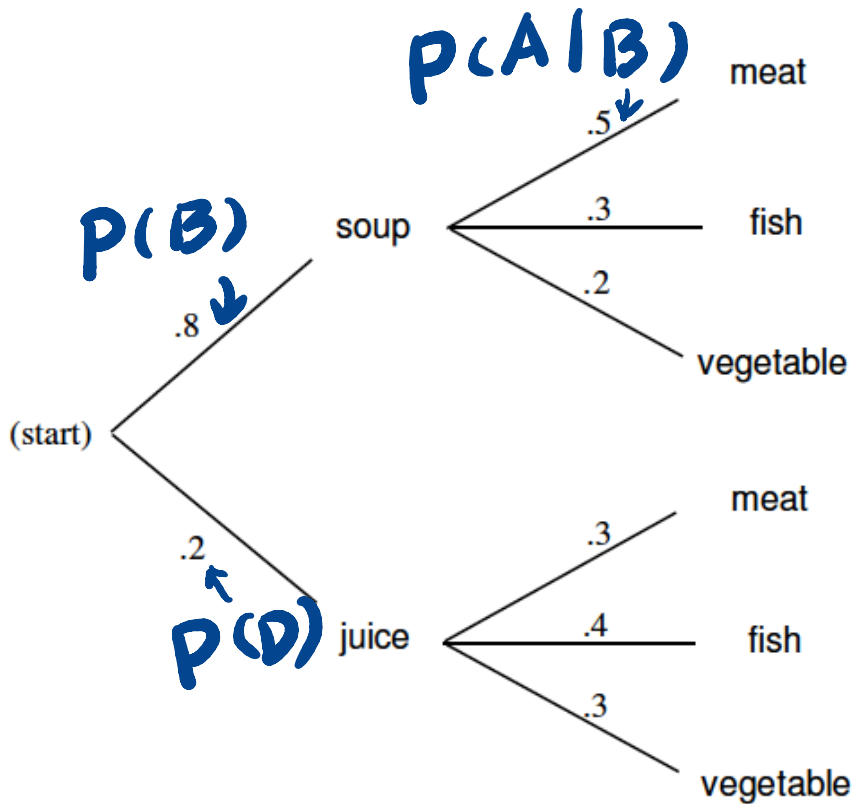 P(A|B)
meat
.5
P(B)
soup
.3
fish
.2
.8
vegetable
(start)
meat
.3
.2
P(D)
juice
.4
fish
.3
vegetable